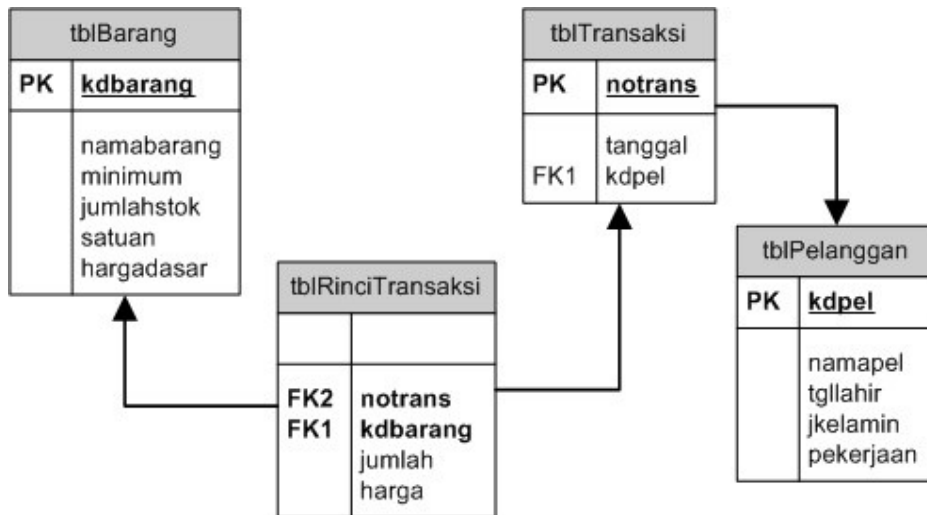 tblBarang
PK kdbarang
namabarang
minimum
jumlahstok
satuan
hargadasar
tblRinciTransaksi
FK2 notrans
FK1 kdbarang
jumlah
harga
tblTransaksi
PK notrans
tanggal
FK1 kdpel
tblPelanggan
PK kdpel
namapel
tgllahir
jkelamin
pekerjaan